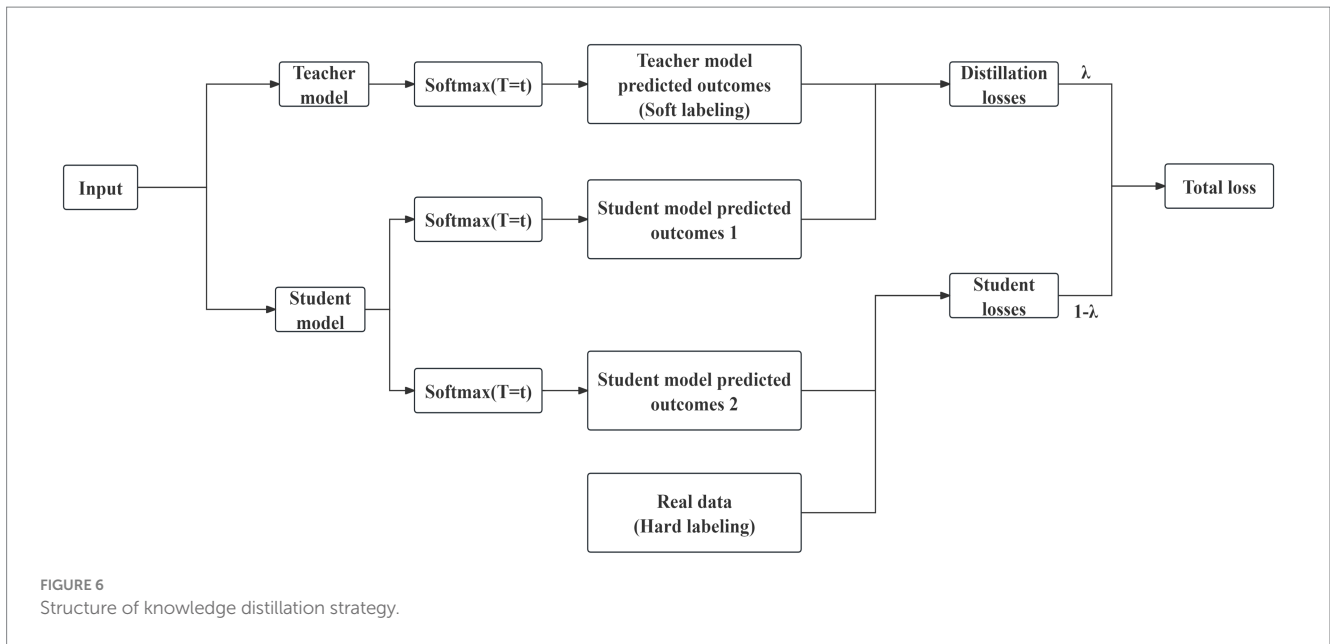 Teacher
model
Softmax(T=t)
Teacher model
predicted outcomes
(Soft labeling)
Distillation
losses
λ
Input
Softmax(T=t)
Student model predicted
outcomes 1
Total loss
Student
model
Student
losses
1-λ
Softmax(T=t)
Student model predicted
outcomes 2
Real data
(Hard labeling)
FIGURE 6
Structure of knowledge distillation strategy.